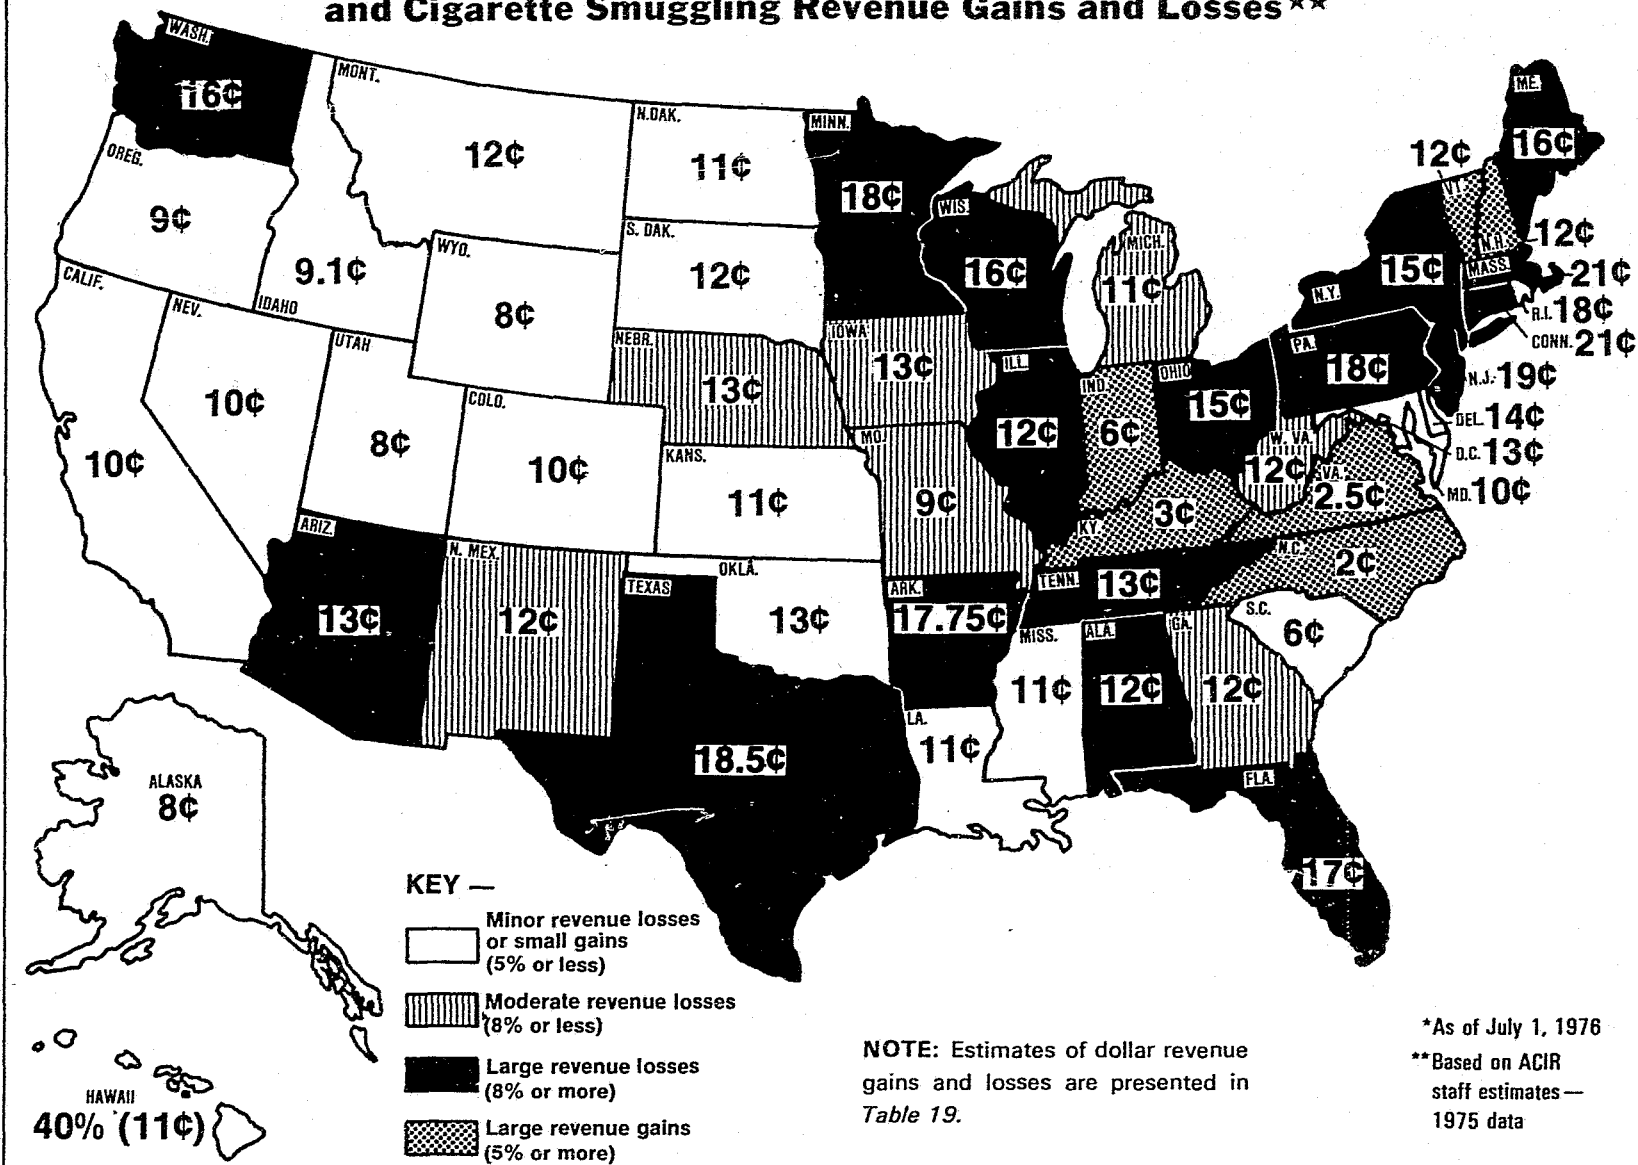 and Cigarette Smuggling Revenue Gains and Losses**
WASH.
16¢
MONT.
12¢
N.DAK.
11¢
MINN.
18¢
ME.
16¢
OREG.
9¢
12¢
VT.
WIS.
16¢
MICH.
11¢
N.H.
12¢
S. DAK.
12¢
WYO.
8¢
9.1¢
IDAHO
15¢
N.Y.
MASS.
21¢
R.I. 18¢
CONN. 21¢
CALIF.
10¢
NEV.
10¢
UTAH
8¢
NEBR.
13¢
IOWA
13¢
ILL.
12¢
IND.
6¢
OHIO
15¢
PA.
18¢
N.J. 19¢
DEL. 14¢
D.C. 13¢
MD. 10¢
COLO.
10¢
KANS.
11¢
MO.
9¢
W. VA.
12¢
VA.
2.5¢
KY.
3¢
ARIZ.
13¢
N. MEX.
12¢
OKLA.
13¢
TEXAS
18.5¢
ARK.
17.75¢
TENN.
13¢
N.C.
2¢
S.C.
6¢
MISS.
11¢
ALA.
12¢
GA.
12¢
LA.
11¢
FLA.
17¢
ALASKA
8¢
HAWAII
40% (11¢)
KEY —
Minor revenue losses
or small gains
(5% or less)
Moderate revenue losses
(8% or less)
Large revenue losses
(8% or more)
Large revenue gains
(5% or more)
NOTE: Estimates of dollar revenue
gains and losses are presented in
Table 19.
*As of July 1, 1976
**Based on ACIR
staff estimates—
1975 data